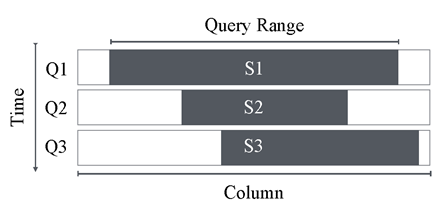 Query Range
Q1 S1
Q2 S2
Q3 S3
Time
Column